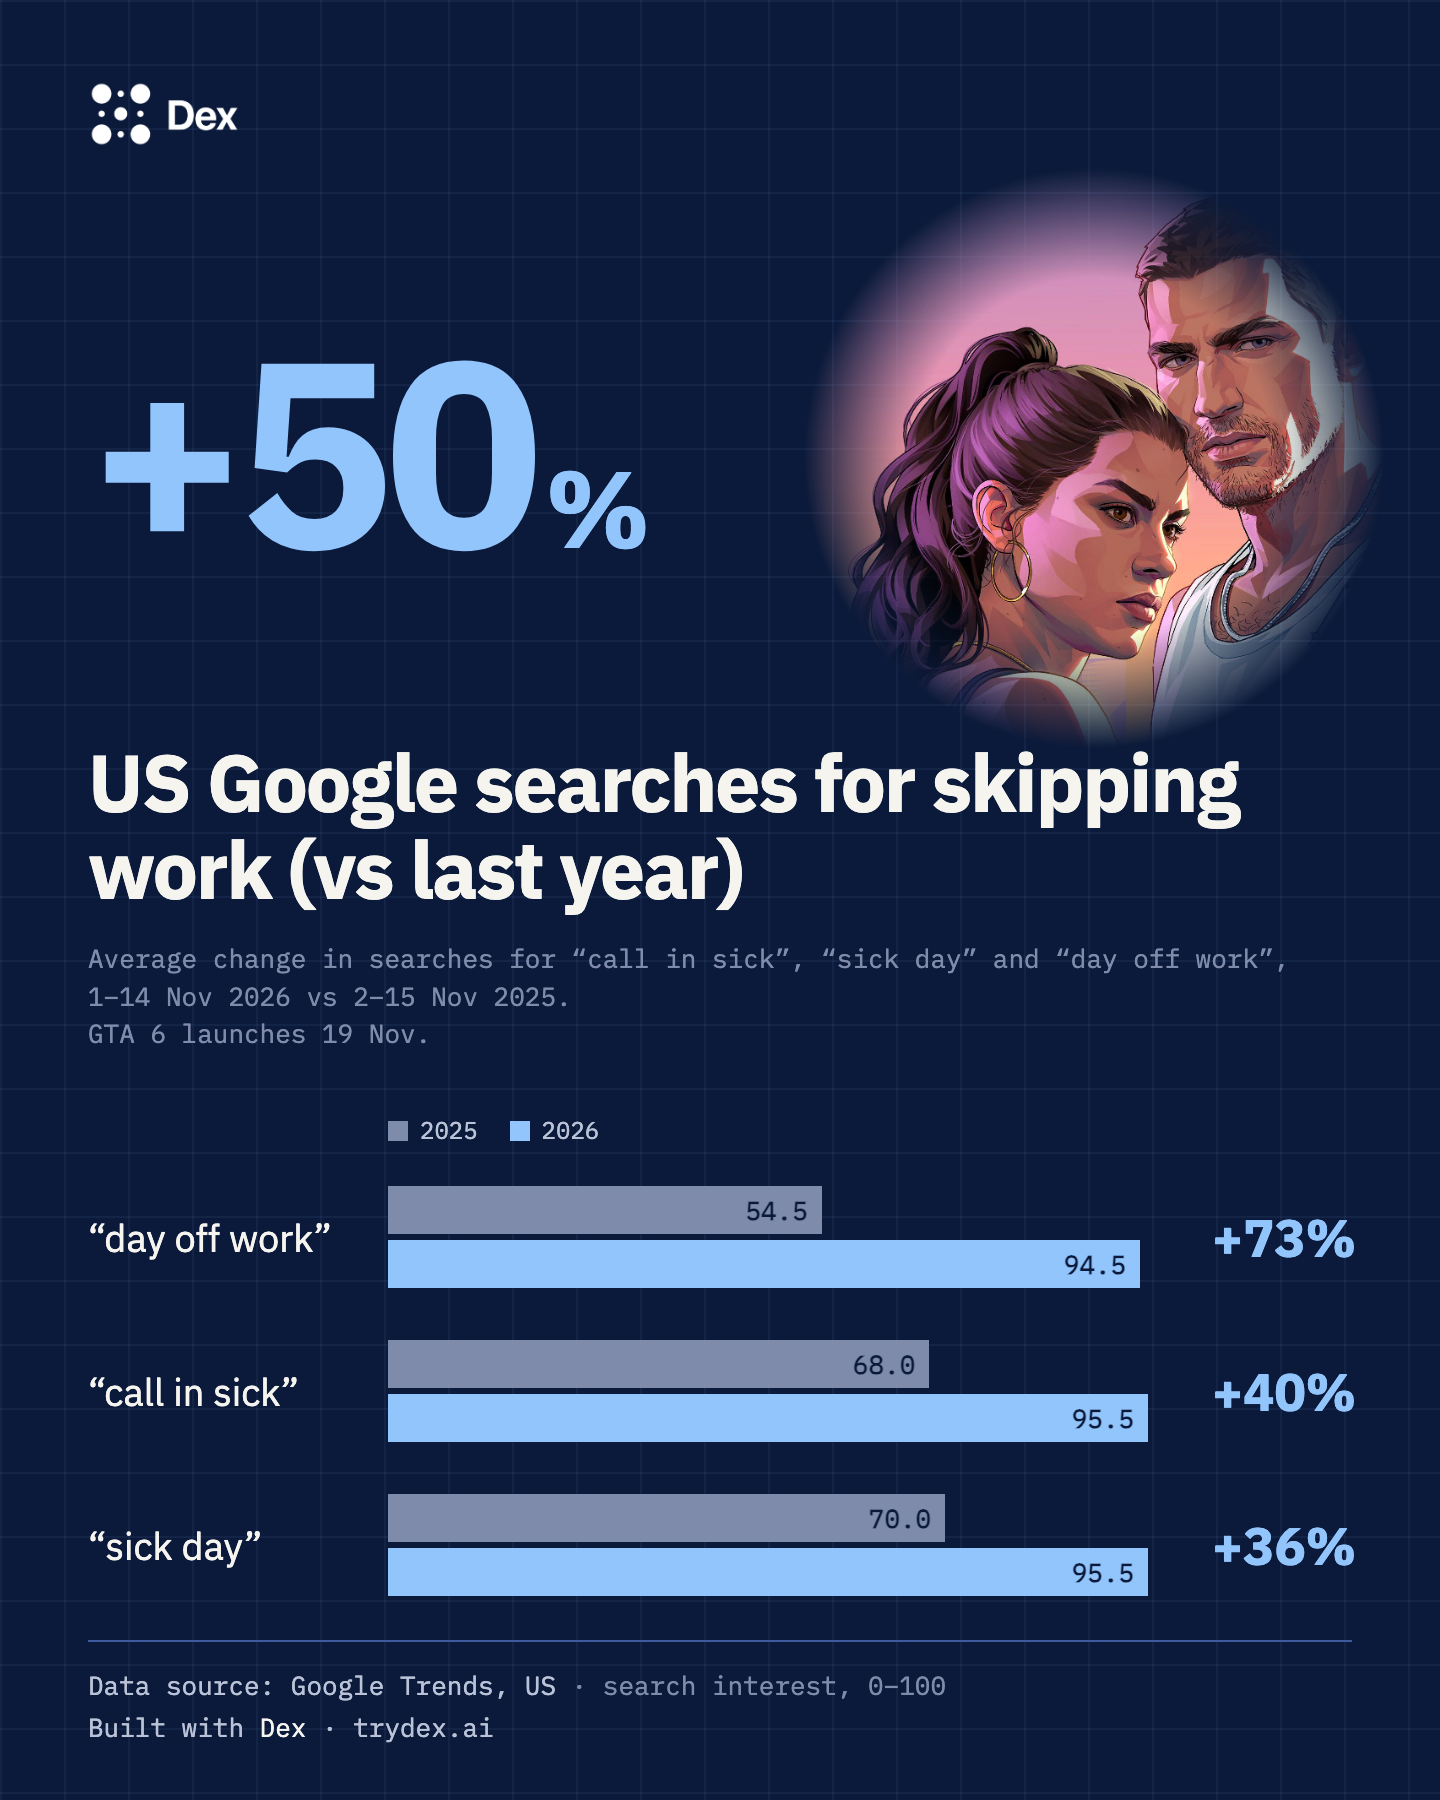 Dex
+50%
US Google searches for skipping
work (vs last year)
Average change in searches for “call in sick”, “sick day” and “day off work”,
1–14 Nov 2026 vs 2–15 Nov 2025.
GTA 6 launches 19 Nov.
2025 2026
“day off work” 54.5 94.5 +73%
“call in sick” 68.0 95.5 +40%
“sick day” 70.0 95.5 +36%
Data source: Google Trends, US · search interest, 0–100
Built with Dex · trydex.ai